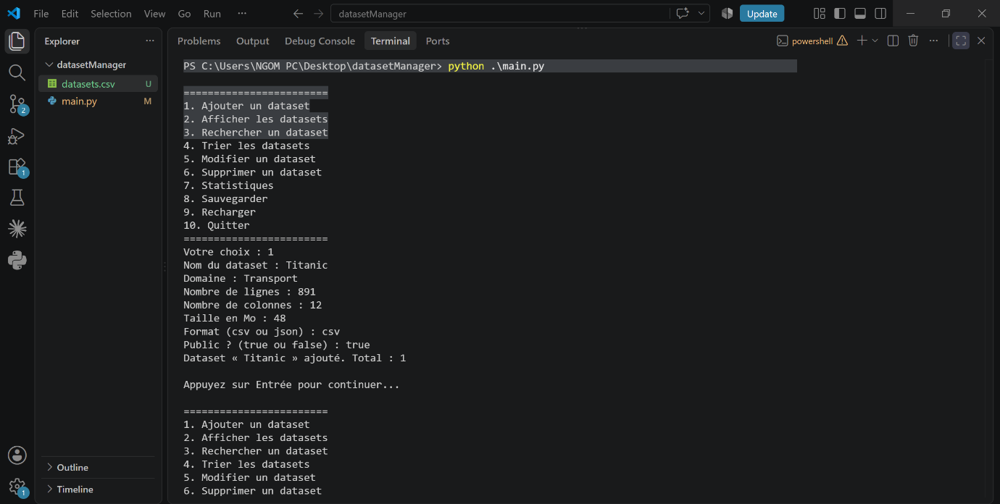 File Edit Selection View Go Run ··· datasetManager Update
Explorer ···
datasetManager
datasets.csv U
main.py M
2
1
Outline
Timeline
1
Problems Output Debug Console Terminal Ports powershell ···
PS C:\Users\NGOM PC\Desktop\datasetManager> python .\main.py
========================
1. Ajouter un dataset
2. Afficher les datasets
3. Rechercher un dataset
4. Trier les datasets
5. Modifier un dataset
6. Supprimer un dataset
7. Statistiques
8. Sauvegarder
9. Recharger
10. Quitter
========================
Votre choix : 1
Nom du dataset : Titanic
Domaine : Transport
Nombre de lignes : 891
Nombre de colonnes : 12
Taille en Mo : 48
Format (csv ou json) : csv
Public ? (true ou false) : true
Dataset « Titanic » ajouté. Total : 1
Appuyez sur Entrée pour continuer...
========================
1. Ajouter un dataset
2. Afficher les datasets
3. Rechercher un dataset
4. Trier les datasets
5. Modifier un dataset
6. Supprimer un dataset